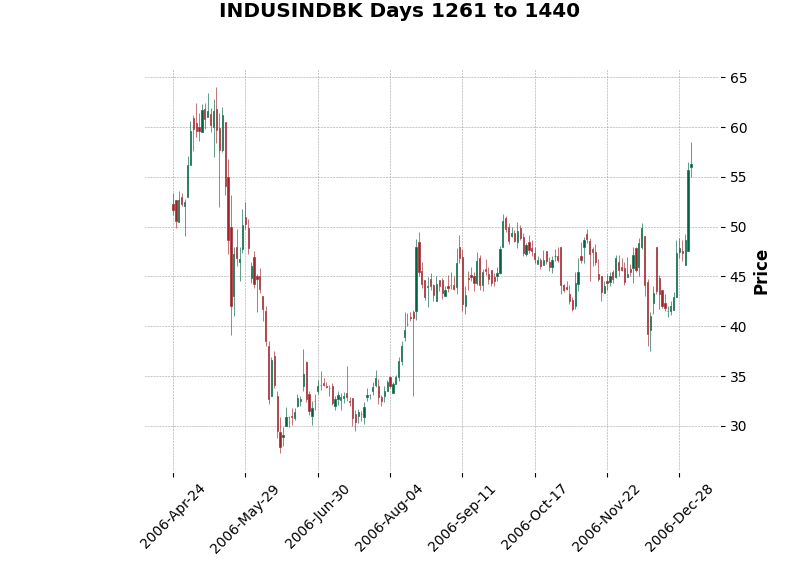 INDUSINDBK Days 1261 to 1440
65
60
55
50
45
40
35
30
Price
2006-Apr-24
2006-May-29
2006-Jun-30
2006-Aug-04
2006-Sep-11
2006-Oct-17
2006-Nov-22
2006-Dec-28